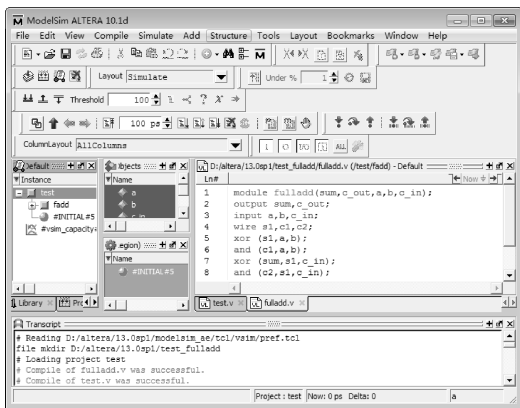 ModelSim ALTERA 10.1d
File Edit View Compile Simulate Add Structure Tools Layout Bookmarks Window Help
Layout Simulate
Under % 1
Threshold 100
100 ps
ColumnLayout AllColumns
Default
Instance
test
fadd
#INITIAL#5
#vsim_capacity#
Library
Objects
Name
a
b
c_in
Name
#INITIAL#5
D:/altera/13.0sp1/test_fulladd/fulladd.v (/test/fadd) - Default
Ln# Now
1 module fulladd(sum,c_out,a,b,c_in);
2 output sum,c_out;
3 input a,b,c_in;
4 wire s1,c1,c2;
5 xor (s1,a,b);
6 and (c1,a,b);
7 xor (sum,s1,c_in);
8 and (c2,s1,c_in);
test.v fulladd.v
Transcript
# Reading D:/altera/13.0sp1/modelsim_ae/tcl/vsim/pref.tcl
file mkdir D:/altera/13.0sp1/test_fulladd
# Loading project test
# Compile of fulladd.v was successful.
# Compile of test.v was successful.
Project : test Now: 0 ps Delta: 0 a